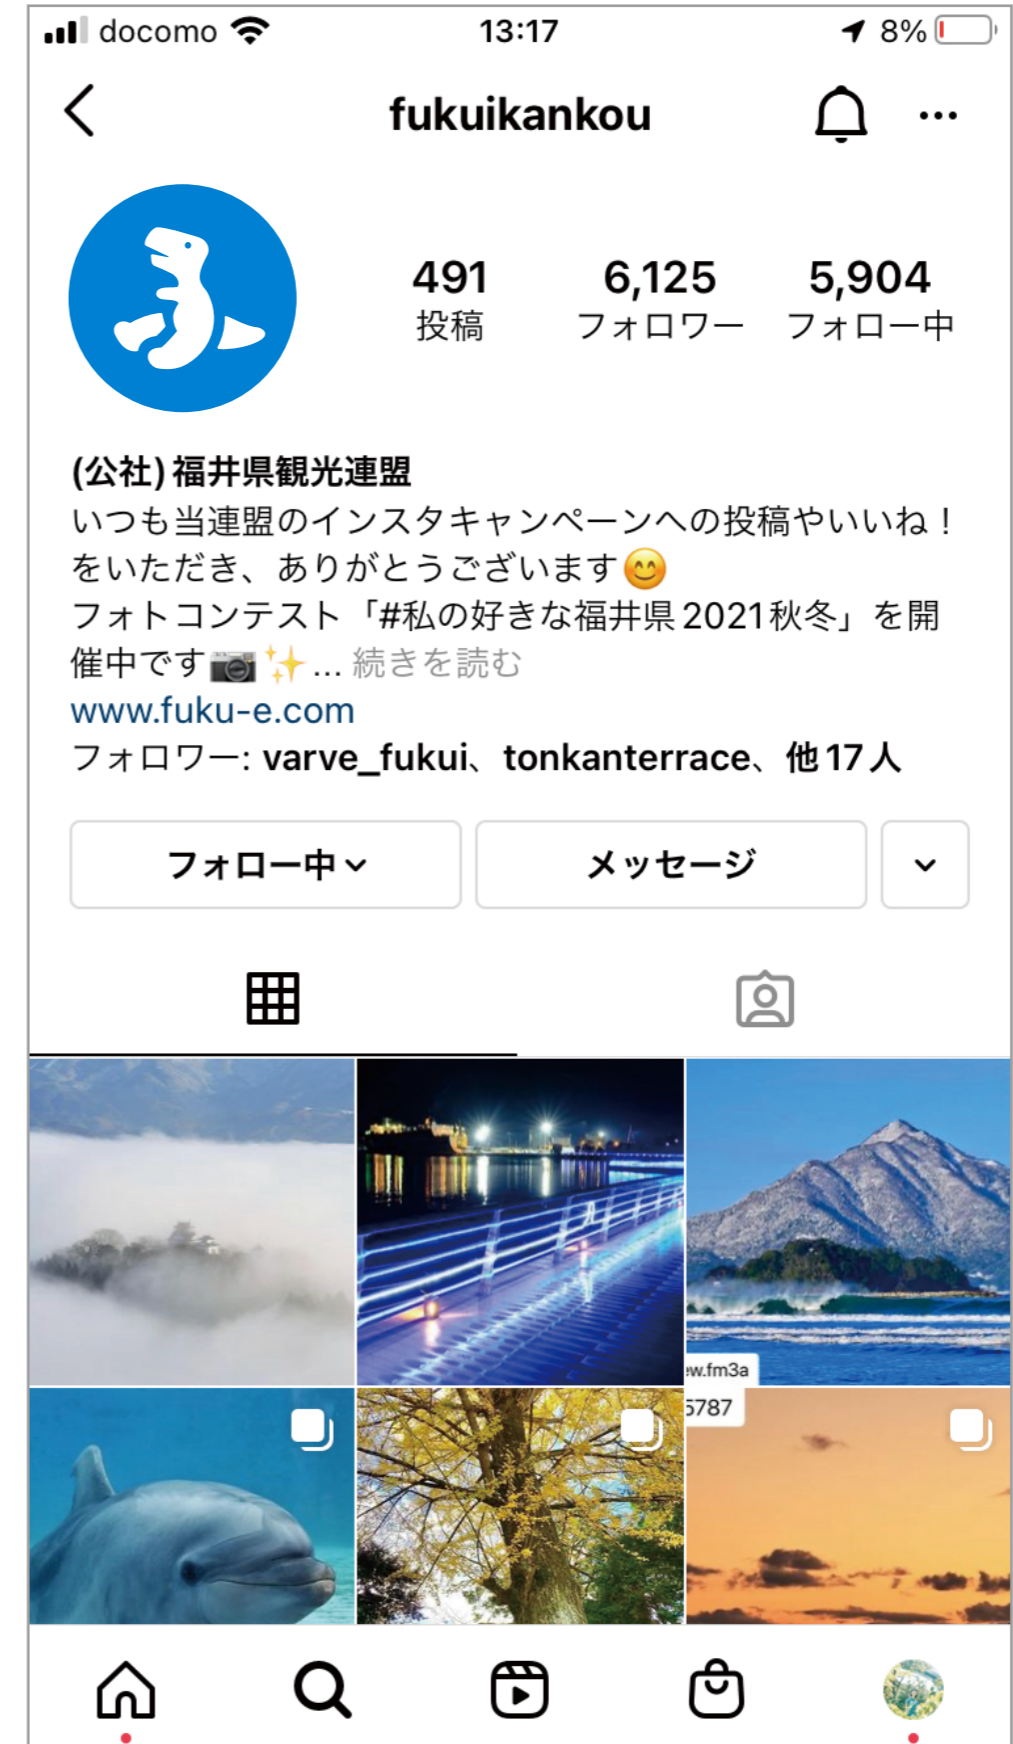 docomo 13:17 8%
fukuikankou
491 6,125 5,904
投稿 フォロワー フォロー中
(公社)福井県観光連盟
いつも当連盟のインスタキャンペーンへの投稿やいいね！
をいただき、ありがとうございます😊
フォトコンテスト「#私の好きな福井県2021秋冬」を開
催中です📷✨... 続きを読む
www.fuku-e.com
フォロワー: varve_fukui、tonkanterrace、他17人
フォロー中 メッセージ
ew.fm3a
5787